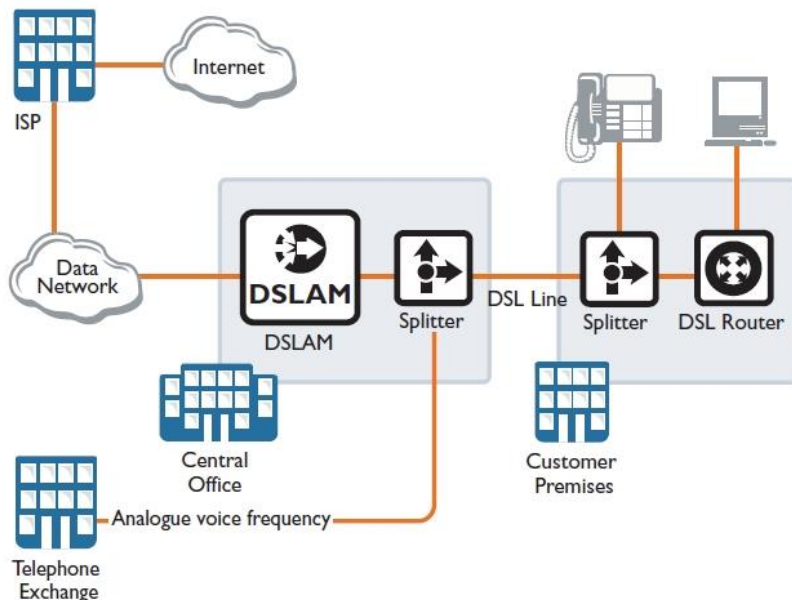 Internet
ISP
Data
Network
DSLAM
DSLAM
Splitter
DSL Line
Splitter
DSL Router
Central
Office
Customer
Premises
Analogue voice frequency
Telephone
Exchange